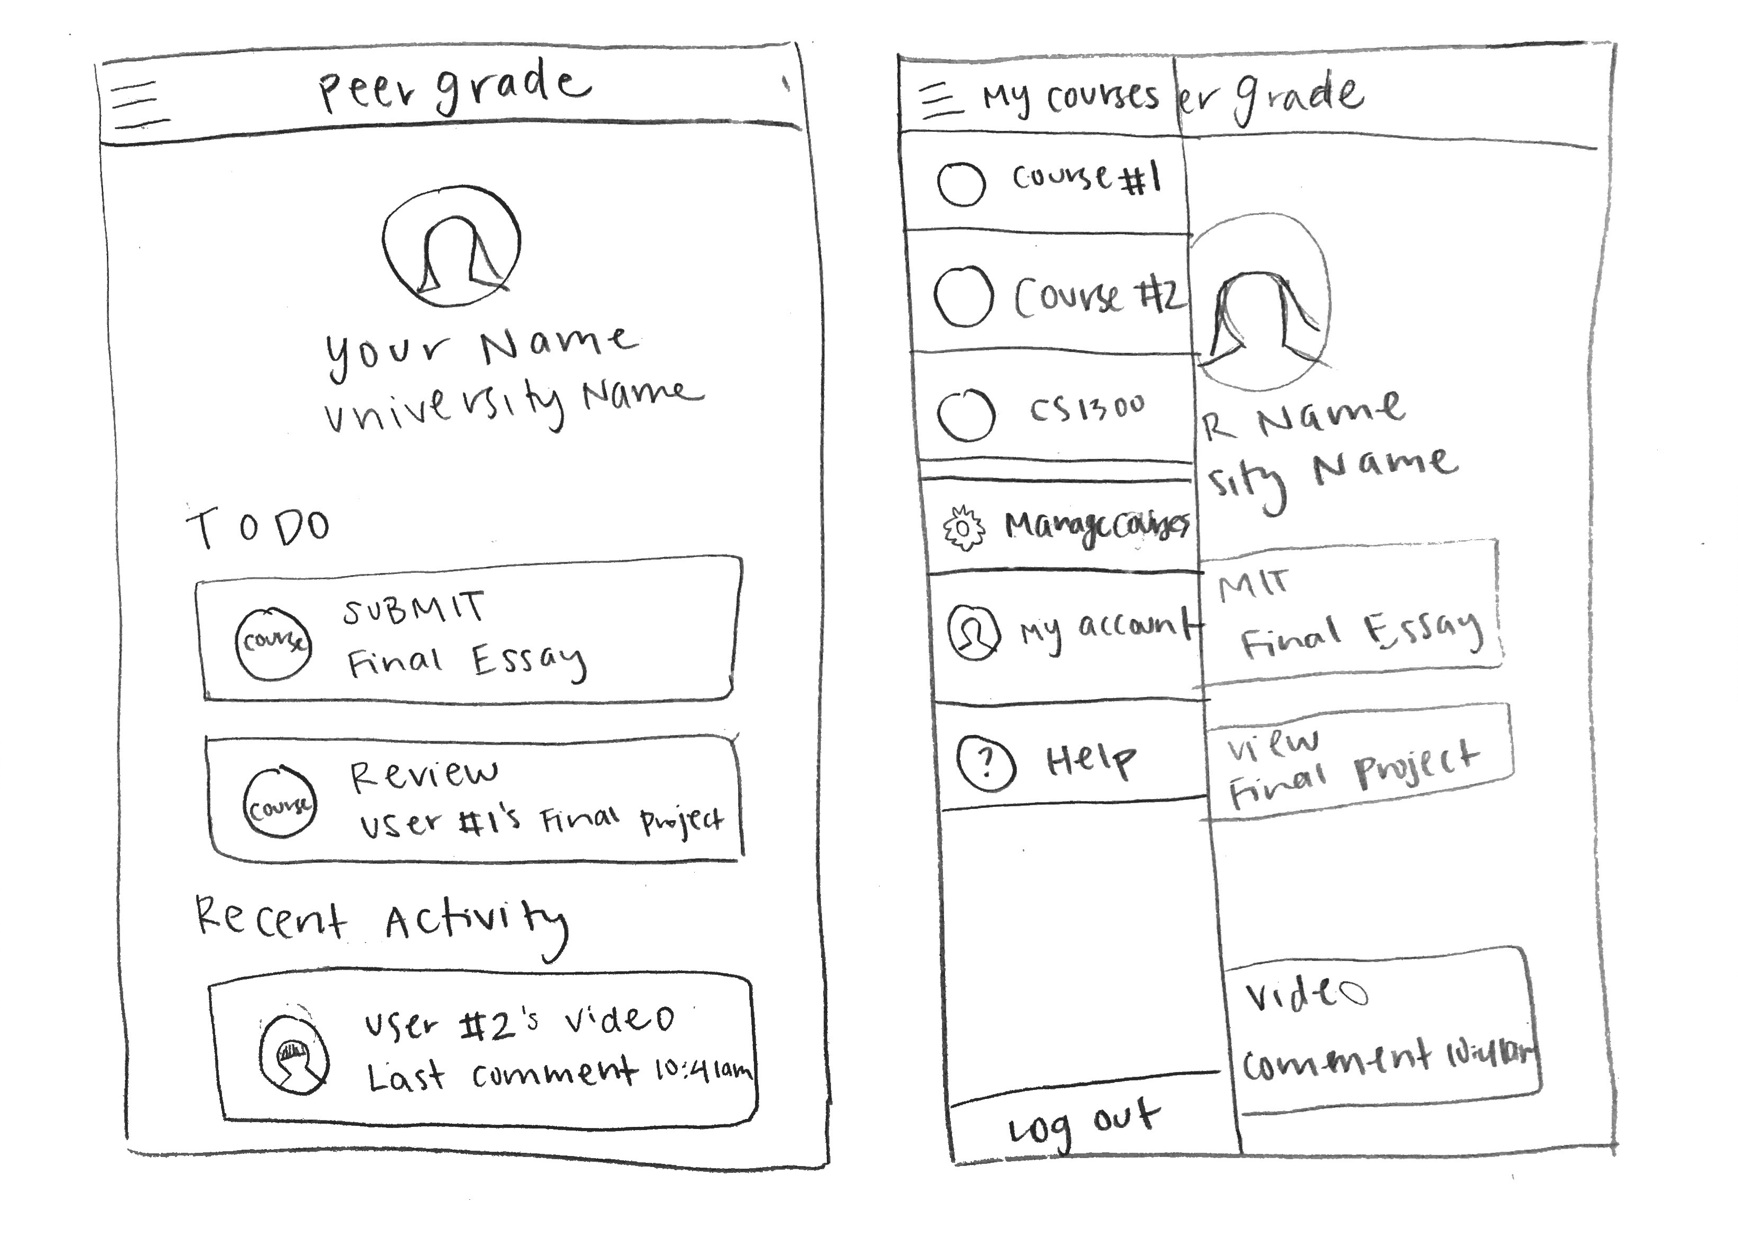 Peer grade
Your Name
University Name
TO DO
course
SUBMIT
Final Essay
course
Review
User #1's Final project
Recent Activity
User #2's video
Last comment 10:41am
My courses
er grade
Course #1
Course #2
CS1300
Manage courses
My account
? Help
Log out
R Name
sity Name
MIT
Final Essay
view
Final project
video
comment 10:41am